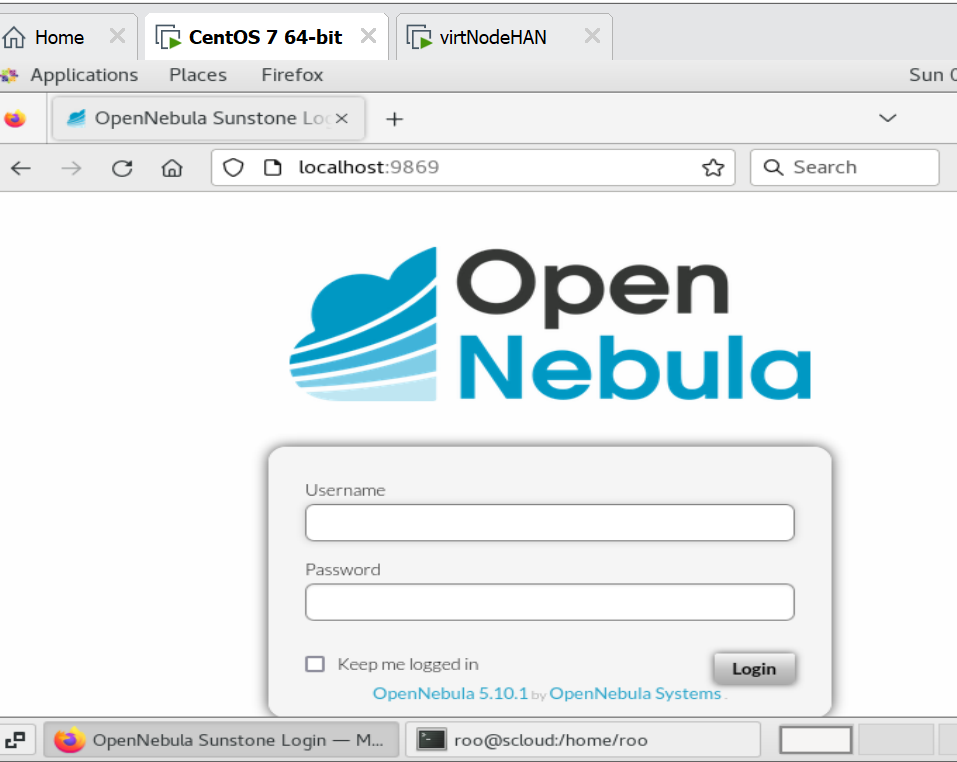 Home
CentOS 7 64-bit
virtNodeHAN
Applications Places Firefox Sun
OpenNebula Sunstone Log
localhost:9869
Search
Open
Nebula
Username
Password
Keep me logged in
Login
OpenNebula 5.10.1 by OpenNebula Systems .
OpenNebula Sunstone Login — M...
roo@scloud:/home/roo